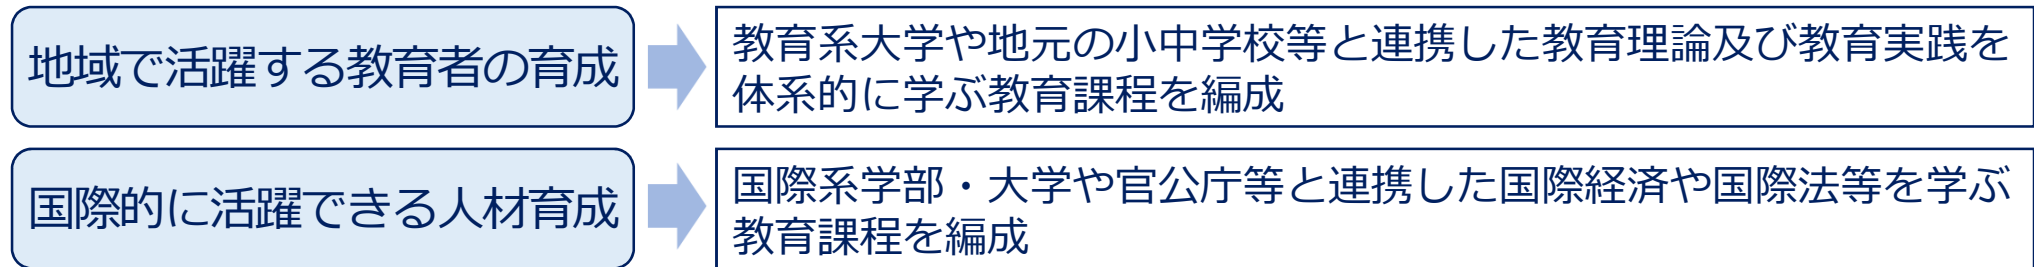 地域で活躍する教育者の育成
教育系大学や地元の小中学校等と連携した教育理論及び教育実践を
体系的に学ぶ教育課程を編成
国際的に活躍できる人材育成
国際系学部・大学や官公庁等と連携した国際経済や国際法等を学ぶ
教育課程を編成